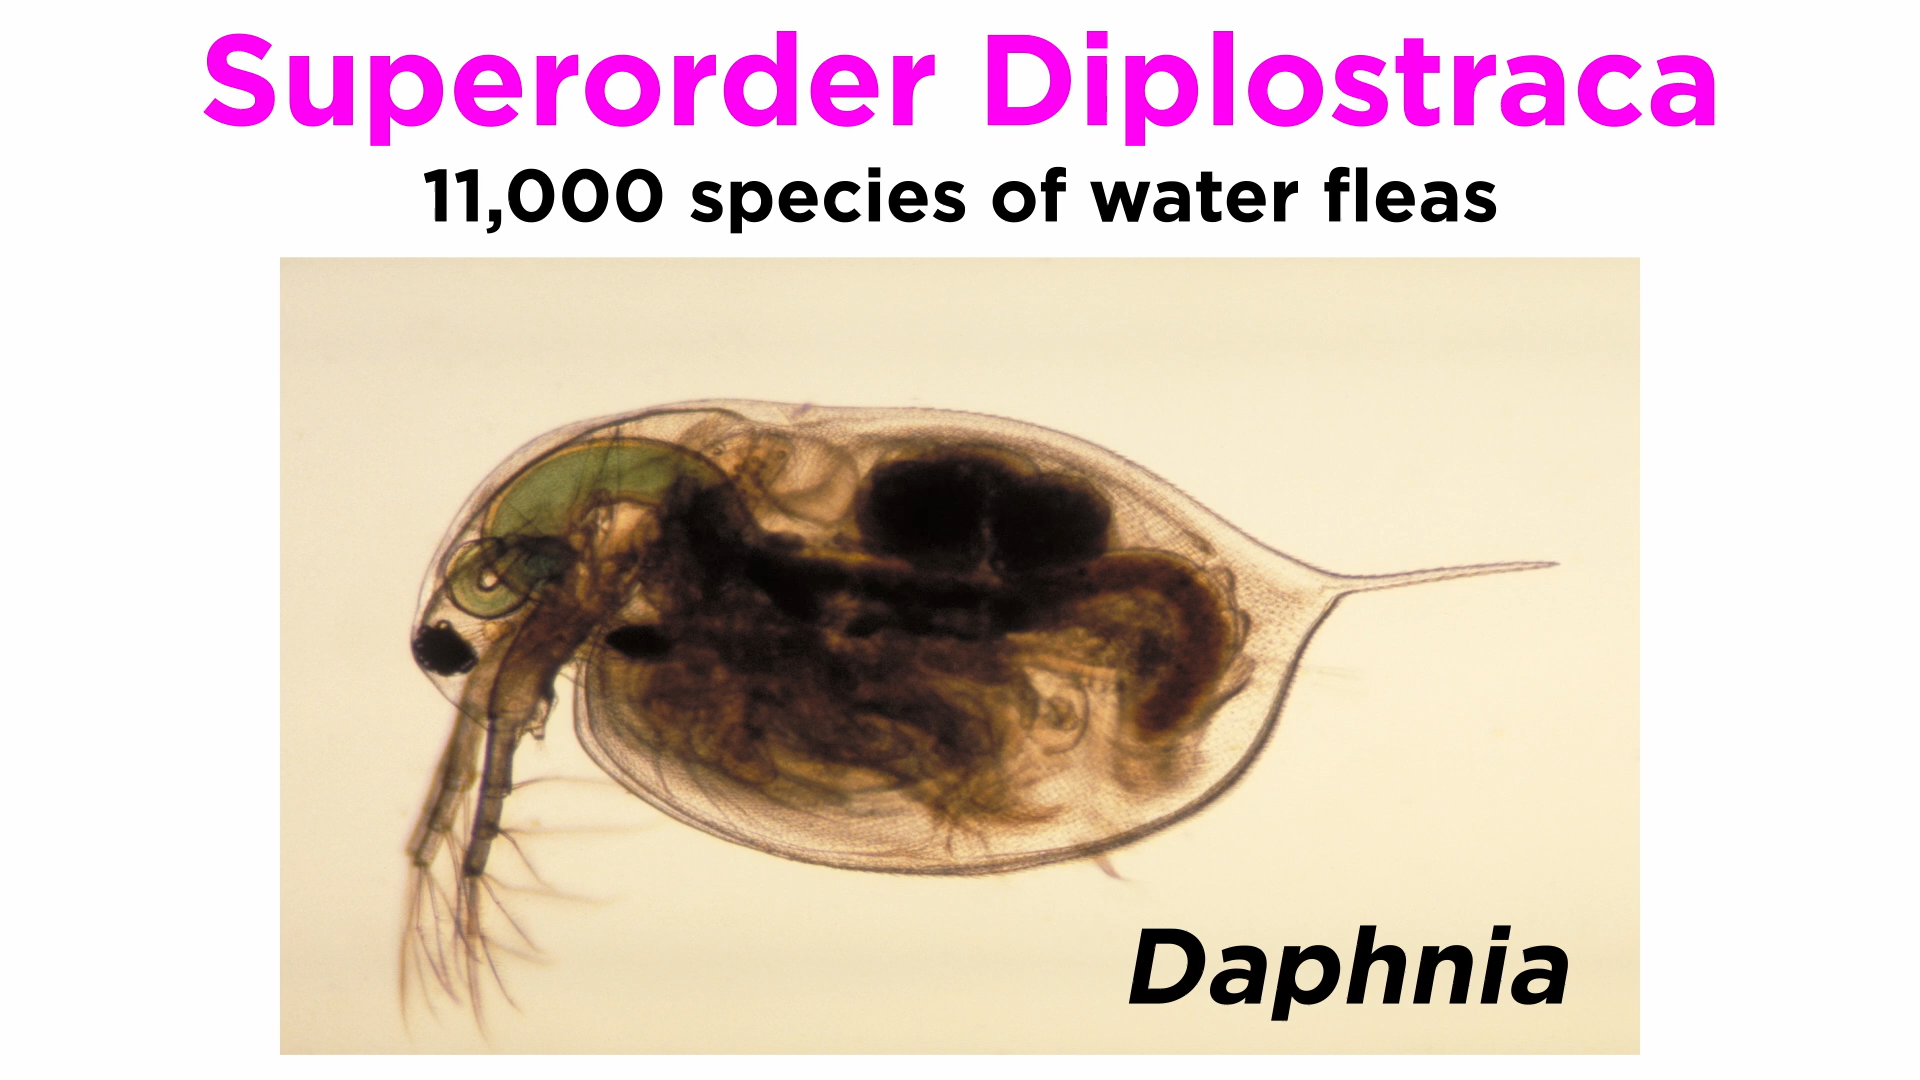 Superorder Diplostraca
11,000 species of water fleas
Daphnia